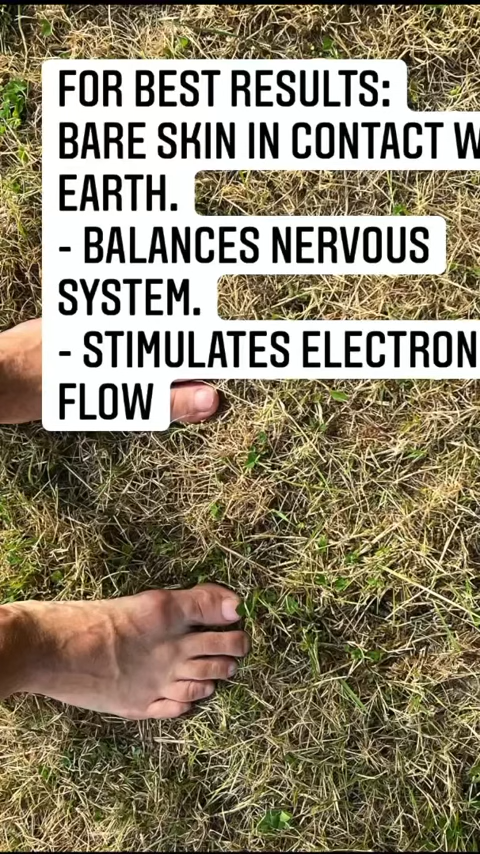 FOR BEST RESULTS:
BARE SKIN IN CONTACT
EARTH.
- BALANCES NERVOUS
SYSTEM.
- STIMULATES ELECTRON
FLOW